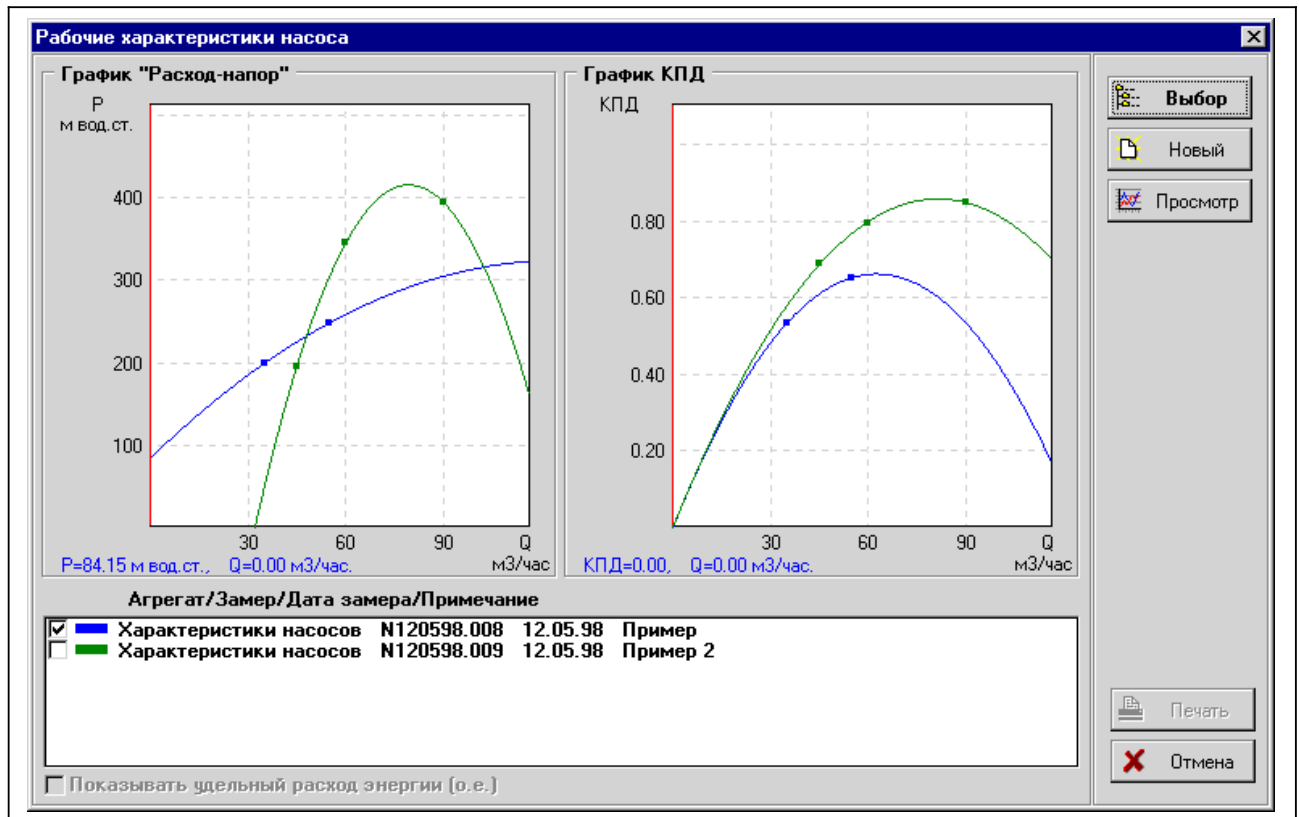 Рабочие характеристики насоса
График "Расход-напор"
P
м вод.ст.
400
300
200
100
30 60 90 Q
м3/час
P=84.15 м вод.ст., Q=0.00 м3/час.
График КПД
КПД
0.80
0.60
0.40
0.20
30 60 90 Q
м3/час
КПД=0.00, Q=0.00 м3/час.
Выбор
Новый
Просмотр
Агрегат/Замер/Дата замера/Примечание
Характеристики насосов N120598.008 12.05.98 Пример
Характеристики насосов N120598.009 12.05.98 Пример 2
Показывать удельный расход энергии (о.е.)
Печать
Отмена